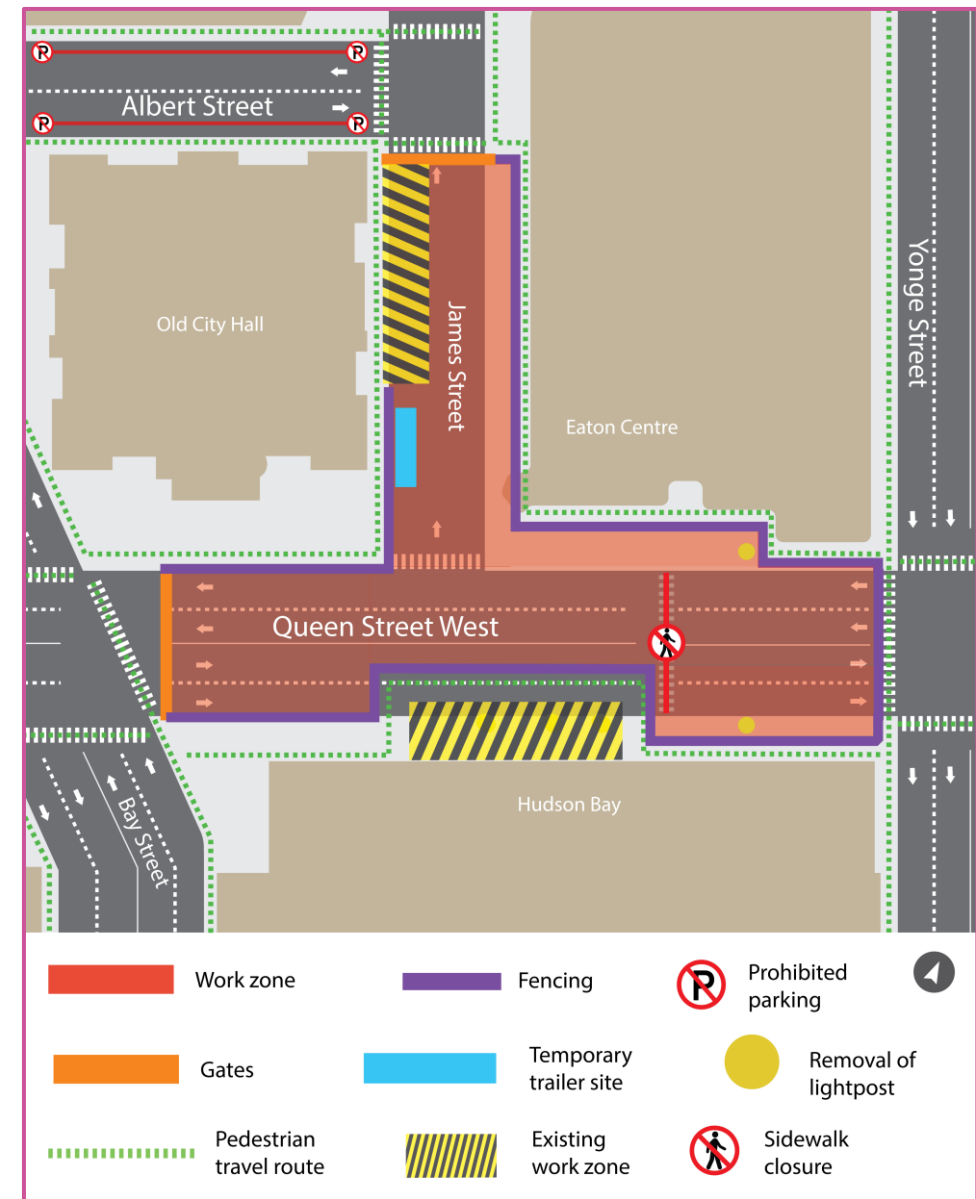 P
P
Albert Street
P
P
Old City Hall
James Street
Yonge Street
Eaton Centre
Queen Street West
Bay Street
Hudson Bay
Work zone
Fencing
P
Prohibited
parking
Gates
Temporary
trailer site
Removal of
lightpost
Pedestrian
travel route
Existing
work zone
Sidewalk
closure